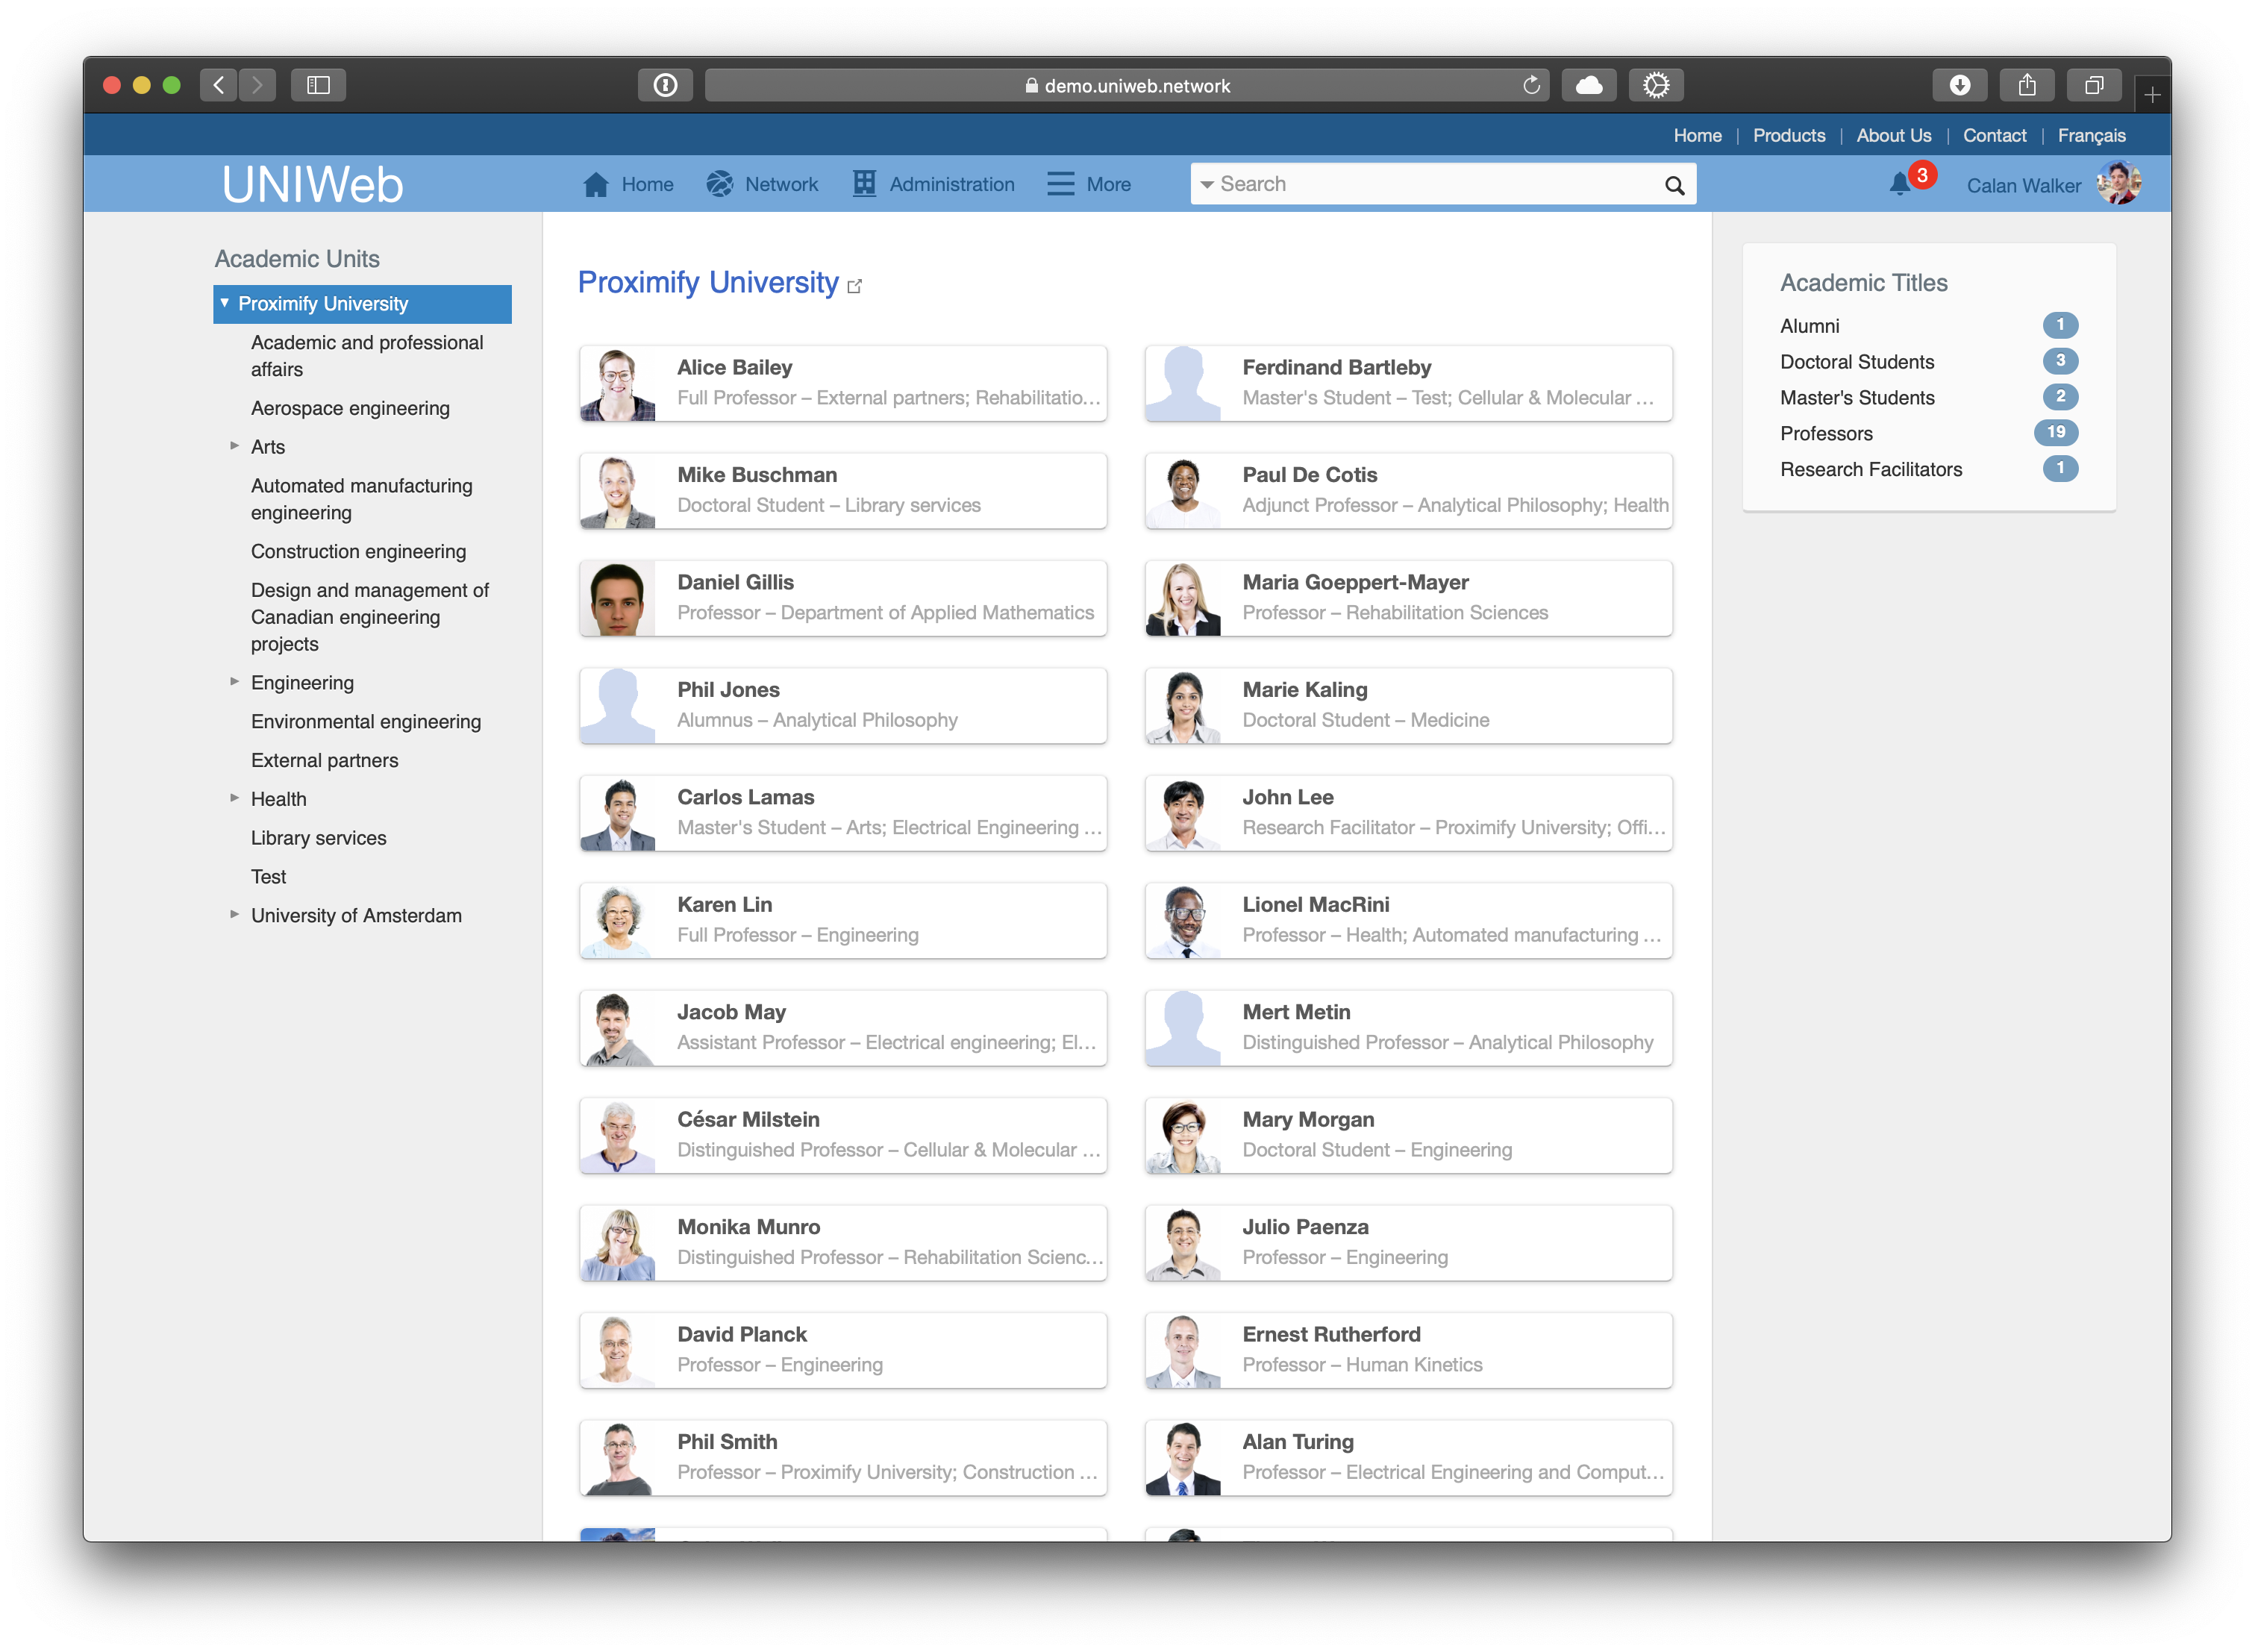 demo.uniweb.network
Home | Products | About Us | Contact | Français
UNIWeb
Home
Network
Administration
More
Search
3
Calan Walker
Academic Units
Proximify University
Academic and professional
affairs
Aerospace engineering
Arts
Automated manufacturing
engineering
Construction engineering
Design and management of
Canadian engineering
projects
Engineering
Environmental engineering
External partners
Health
Library services
Test
University of Amsterdam
Proximify University
Alice Bailey
Full Professor – External partners; Rehabilitatio…
Ferdinand Bartleby
Master's Student – Test; Cellular & Molecular …
Mike Buschman
Doctoral Student – Library services
Paul De Cotis
Adjunct Professor – Analytical Philosophy; Health
Daniel Gillis
Professor – Department of Applied Mathematics
Maria Goeppert-Mayer
Professor – Rehabilitation Sciences
Phil Jones
Alumnus – Analytical Philosophy
Marie Kaling
Doctoral Student – Medicine
Carlos Lamas
Master's Student – Arts; Electrical Engineering …
John Lee
Research Facilitator – Proximify University; Offi…
Karen Lin
Full Professor – Engineering
Lionel MacRini
Professor – Health; Automated manufacturing …
Jacob May
Assistant Professor – Electrical engineering; El…
Mert Metin
Distinguished Professor – Analytical Philosophy
César Milstein
Distinguished Professor – Cellular & Molecular …
Mary Morgan
Doctoral Student – Engineering
Monika Munro
Distinguished Professor – Rehabilitation Scienc…
Julio Paenza
Professor – Engineering
David Planck
Professor – Engineering
Ernest Rutherford
Professor – Human Kinetics
Phil Smith
Professor – Proximify University; Construction …
Alan Turing
Professor – Electrical Engineering and Comput…
Academic Titles
Alumni 1
Doctoral Students 3
Master's Students 2
Professors 19
Research Facilitators 1